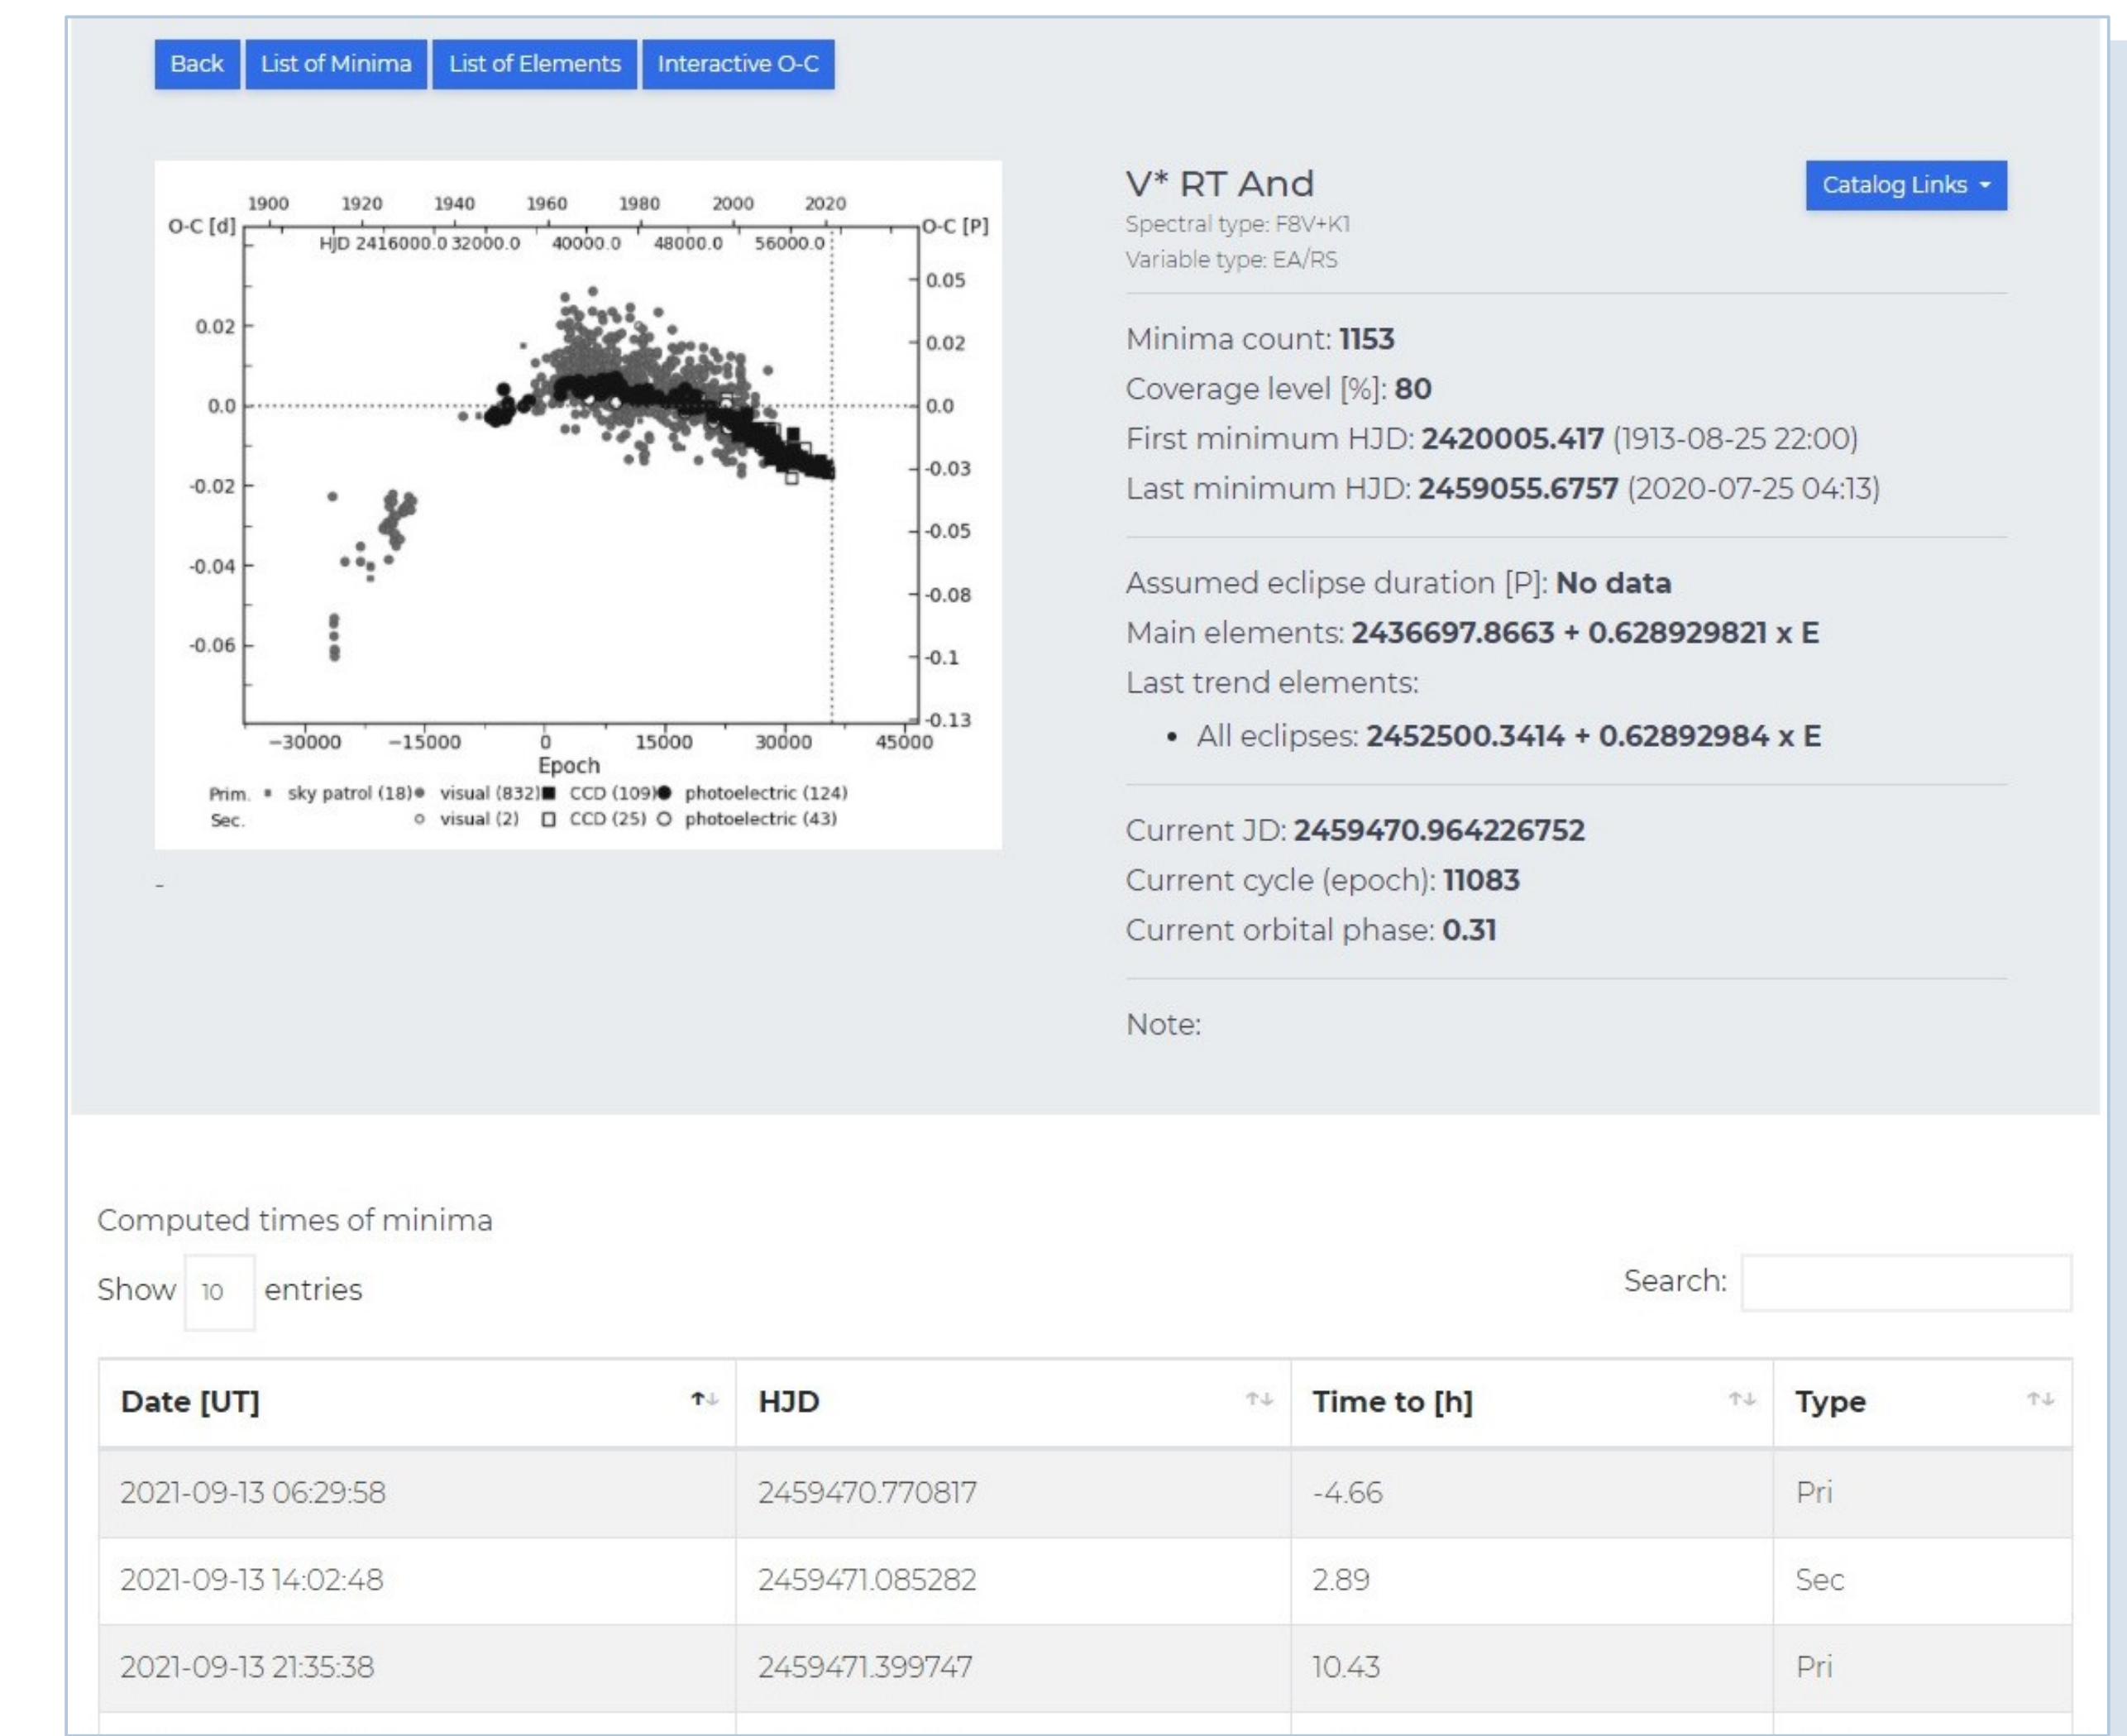 Back List of Minima List of Elements Interactive O-C
1900 1920 1940 1960 1980 2000 2020
O-C [d] O-C [P]
HJD 2416000.0 32000.0 40000.0 48000.0 56000.0
0.05
0.02
0.02
0.0 0.0
-0.03
-0.02
-0.05
-0.04
-0.08
-0.06
-0.1
-0.13
−30000 −15000 0 15000 30000 45000
Epoch
Prim. sky patrol (18) visual (832) CCD (109) photoelectric (124)
Sec. visual (2) CCD (25) photoelectric (43)
-
V* RT And
Catalog Links
Spectral type: F8V+K1
Variable type: EA/RS
Minima count: 1153
Coverage level [%]: 80
First minimum HJD: 2420005.417 (1913-08-25 22:00)
Last minimum HJD: 2459055.6757 (2020-07-25 04:13)
Assumed eclipse duration [P]: No data
Main elements: 2436697.8663 + 0.628929821 x E
Last trend elements:
• All eclipses: 2452500.3414 + 0.62892984 x E
Current JD: 2459470.964226752
Current cycle (epoch): 11083
Current orbital phase: 0.31
Note:
Computed times of minima
Show 10 entries
Search:
Date [UT] HJD Time to [h] Type
2021-09-13 06:29:58 2459470.770817 -4.66 Pri
2021-09-13 14:02:48 2459471.085282 2.89 Sec
2021-09-13 21:35:38 2459471.399747 10.43 Pri